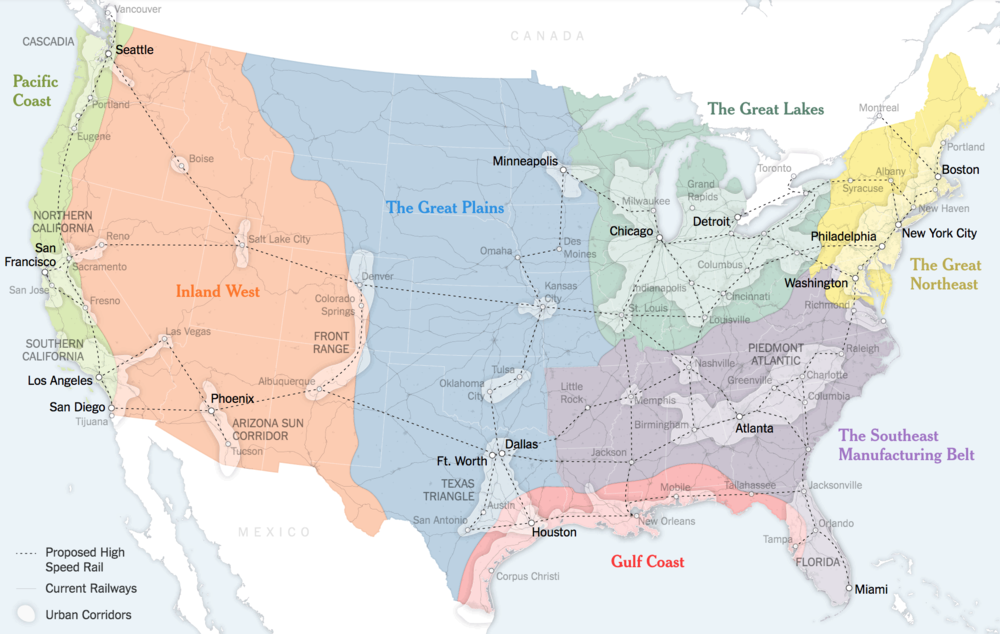 Vancouver
CASCADIA
Seattle
CANADA
Pacific
Coast
Portland
Eugene
The Great Lakes
Montreal
Portland
Boston
Minneapolis
Boise
Toronto
Albany
Syracuse
Grand
Rapids
Milwaukee
New Haven
The Great Plains
NORTHERN
CALIFORNIA
Reno
Salt Lake City
Detroit
Chicago
Philadelphia
New York City
San
Francisco
Sacramento
Omaha
Des
Moines
Columbus
The Great
Northeast
San Jose
Fresno
Inland West
Denver
Colorado
Springs
Kansas
City
Indianapolis
Cincinnati
Washington
Richmond
St. Louis
Louisville
Las Vegas
FRONT
RANGE
SOUTHERN
CALIFORNIA
Los Angeles
PIEDMONT
ATLANTIC
Raleigh
Nashville
Charlotte
Greenville
Tulsa
Oklahoma
City
Albuquerque
Little
Rock
Memphis
Columbia
San Diego
Tijuana
Phoenix
ARIZONA SUN
CORRIDOR
Tucson
Birmingham
Atlanta
The Southeast
Manufacturing Belt
Dallas
Ft. Worth
Jackson
TEXAS
TRIANGLE
Austin
San Antonio
Mobile
Tallahassee
Jacksonville
New Orleans
Houston
MEXICO
Orlando
Tampa
Gulf Coast
FLORIDA
Corpus Christi
Miami
Proposed High
Speed Rail
Current Railways
Urban Corridors